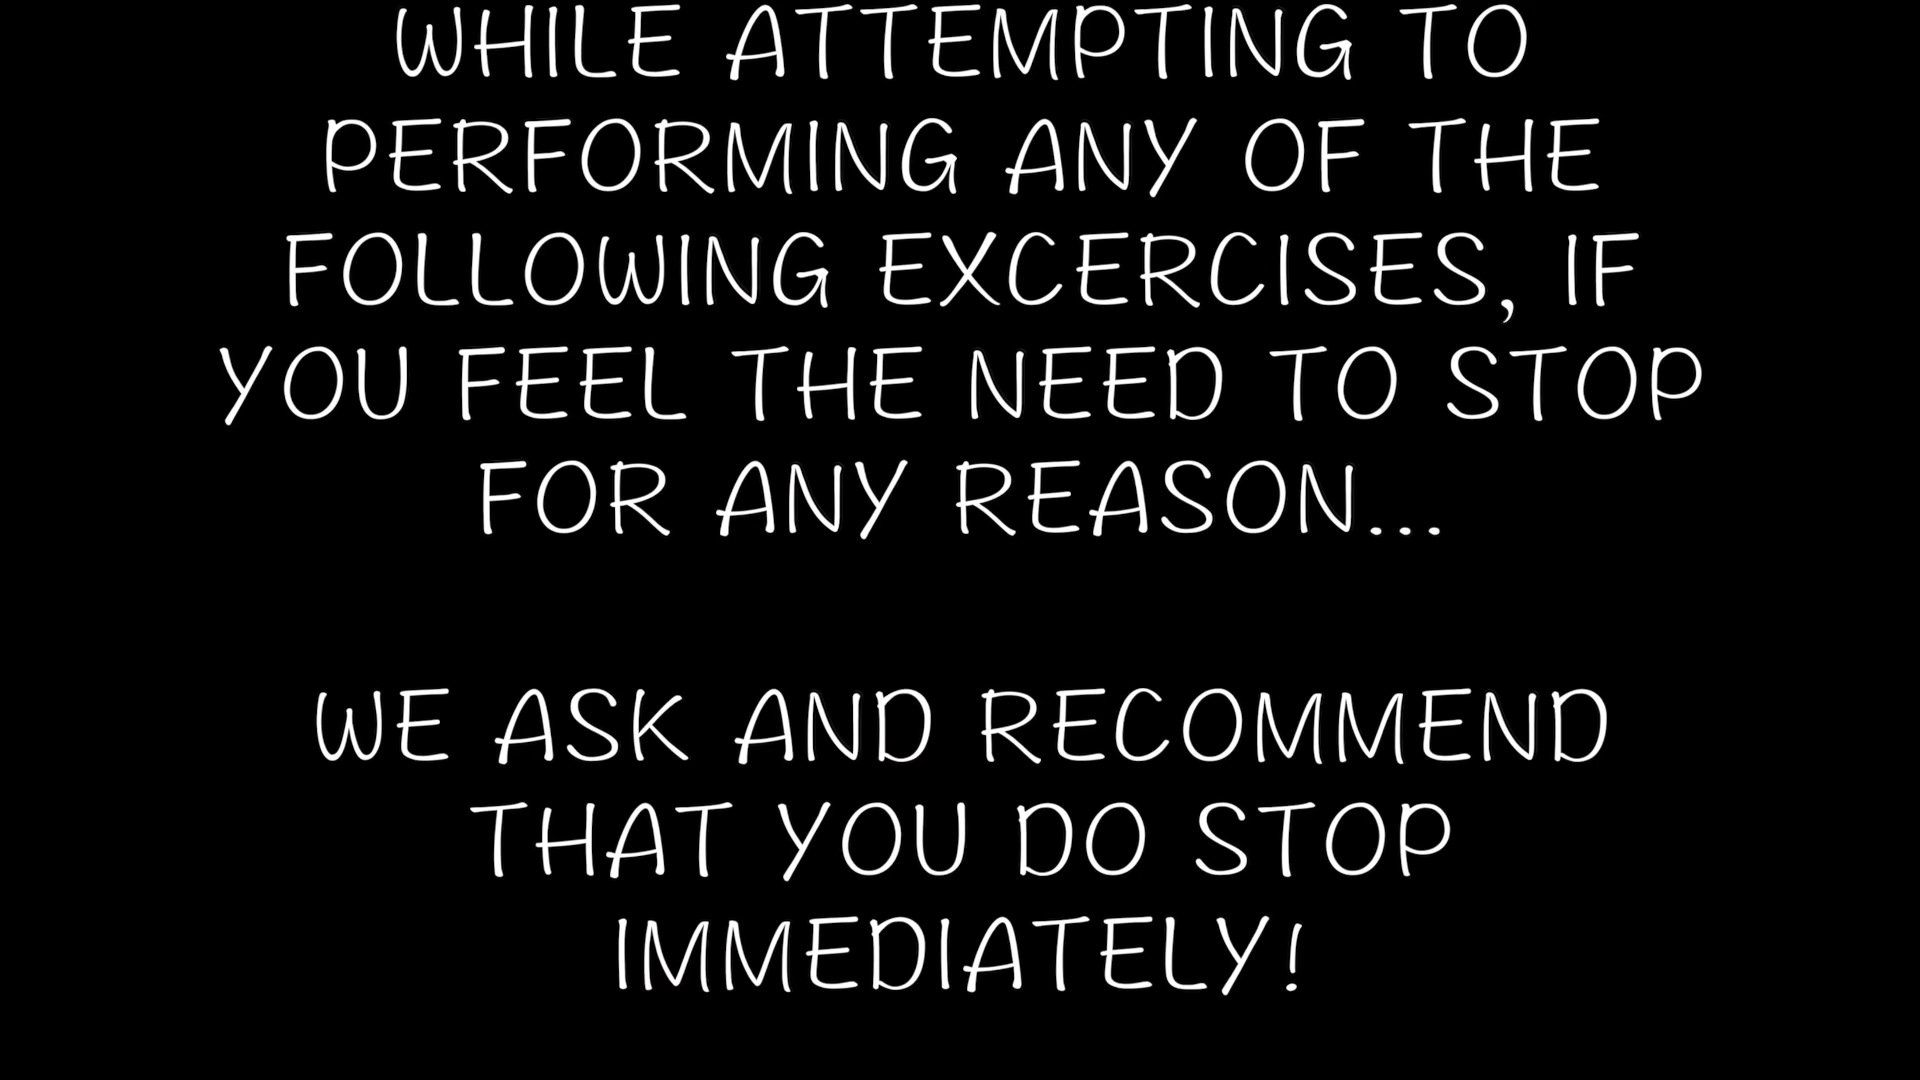 WHILE ATTEMPTING TO
PERFORMING ANY OF THE
FOLLOWING EXCERCISES, IF
YOU FEEL THE NEED TO STOP
FOR ANY REASON...
WE ASK AND RECOMMEND
THAT YOU DO STOP
IMMEDIATELY!